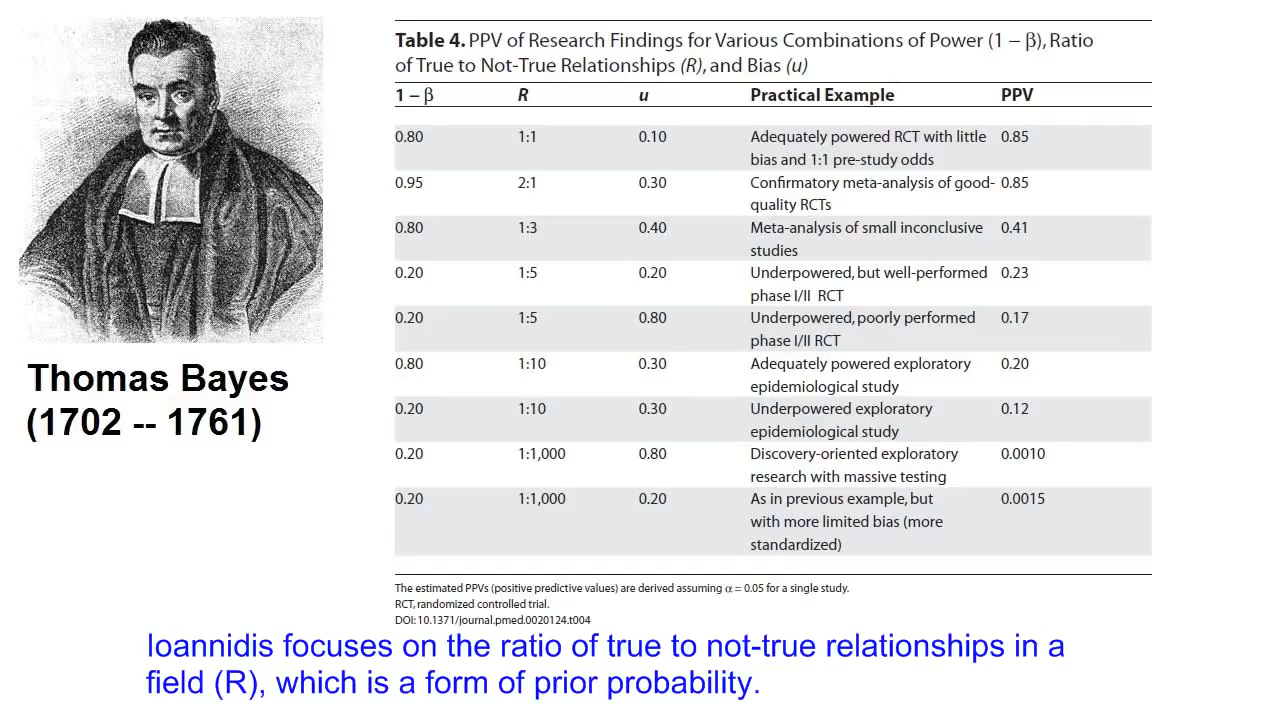 Thomas Bayes
(1702 -- 1761)
Table 4. PPV of Research Findings for Various Combinations of Power (1 − β), Ratio
of True to Not-True Relationships (R), and Bias (u)
1 − β R u Practical Example PPV
0.80 1:1 0.10 Adequately powered RCT with little 0.85
bias and 1:1 pre-study odds
0.95 2:1 0.30 Confirmatory meta-analysis of good- 0.85
quality RCTs
0.80 1:3 0.40 Meta-analysis of small inconclusive 0.41
studies
0.20 1:5 0.20 Underpowered, but well-performed 0.23
phase I/II RCT
0.20 1:5 0.80 Underpowered, poorly performed 0.17
phase I/II RCT
0.80 1:10 0.30 Adequately powered exploratory 0.20
epidemiological study
0.20 1:10 0.30 Underpowered exploratory 0.12
epidemiological study
0.20 1:1,000 0.80 Discovery-oriented exploratory 0.0010
research with massive testing
0.20 1:1,000 0.20 As in previous example, but 0.0015
with more limited bias (more
standardized)
The estimated PPVs (positive predictive values) are derived assuming α = 0.05 for a single study.
RCT, randomized controlled trial.
DOI: 10.1371/journal.pmed.0020124.t004
Ioannidis focuses on the ratio of true to not-true relationships in a
field (R), which is a form of prior probability.